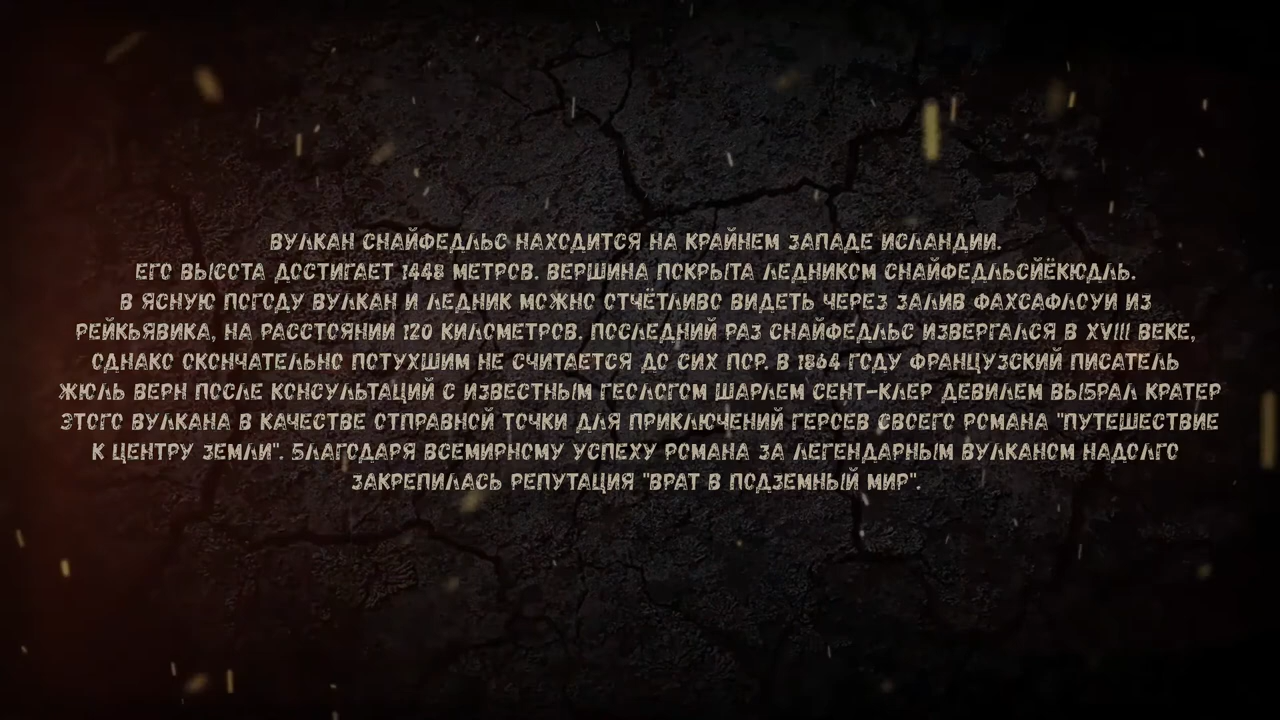 ВУЛКАН СНАЙФЕДЛЬС НАХОДИТСЯ НА КРАЙНЕМ ЗАПАДЕ ИСЛАНДИИ.
ЕГО ВЫСОТА ДОСТИГАЕТ 1448 МЕТРОВ. ВЕРШИНА ПОКРЫТА ЛЕДНИКОМ СНАЙФЕДЛЬСЙЁКЮДЛЬ.
В ЯСНУЮ ПОГОДУ ВУЛКАН И ЛЕДНИК МОЖНО ОТЧЁТЛИВО ВИДЕТЬ ЧЕРЕЗ ЗАЛИВ ФАХСАФЛОУИ ИЗ
РЕЙКЬЯВИКА, НА РАССТОЯНИИ 120 КИЛОМЕТРОВ. ПОСЛЕДНИЙ РАЗ СНАЙФЕДЛЬС ИЗВЕРГАЛСЯ В XVIII ВЕКЕ,
ОДНАКО ОКОНЧАТЕЛЬНО ПОТУХШИМ НЕ СЧИТАЕТСЯ ДО СИХ ПОР. В 1864 ГОДУ ФРАНЦУЗСКИЙ ПИСАТЕЛЬ
ЖЮЛЬ ВЕРН ПОСЛЕ КОНСУЛЬТАЦИЙ С ИЗВЕСТНЫМ ГЕОЛОГОМ ШАРЛЕМ СЕНТ-КЛЕР ДЕВИЛЕМ ВЫБРАЛ КРАТЕР
ЭТОГО ВУЛКАНА В КАЧЕСТВЕ ОТПРАВНОЙ ТОЧКИ ДЛЯ ПРИКЛЮЧЕНИЙ ГЕРОЕВ СВОЕГО РОМАНА "ПУТЕШЕСТВИЕ
К ЦЕНТРУ ЗЕМЛИ". БЛАГОДАРЯ ВСЕМИРНОМУ УСПЕХУ РОМАНА ЗА ЛЕГЕНДАРНЫМ ВУЛКАНОМ НАДОЛГО
ЗАКРЕПИЛАСЬ РЕПУТАЦИЯ "ВРАТ В ПОДЗЕМНЫЙ МИР".